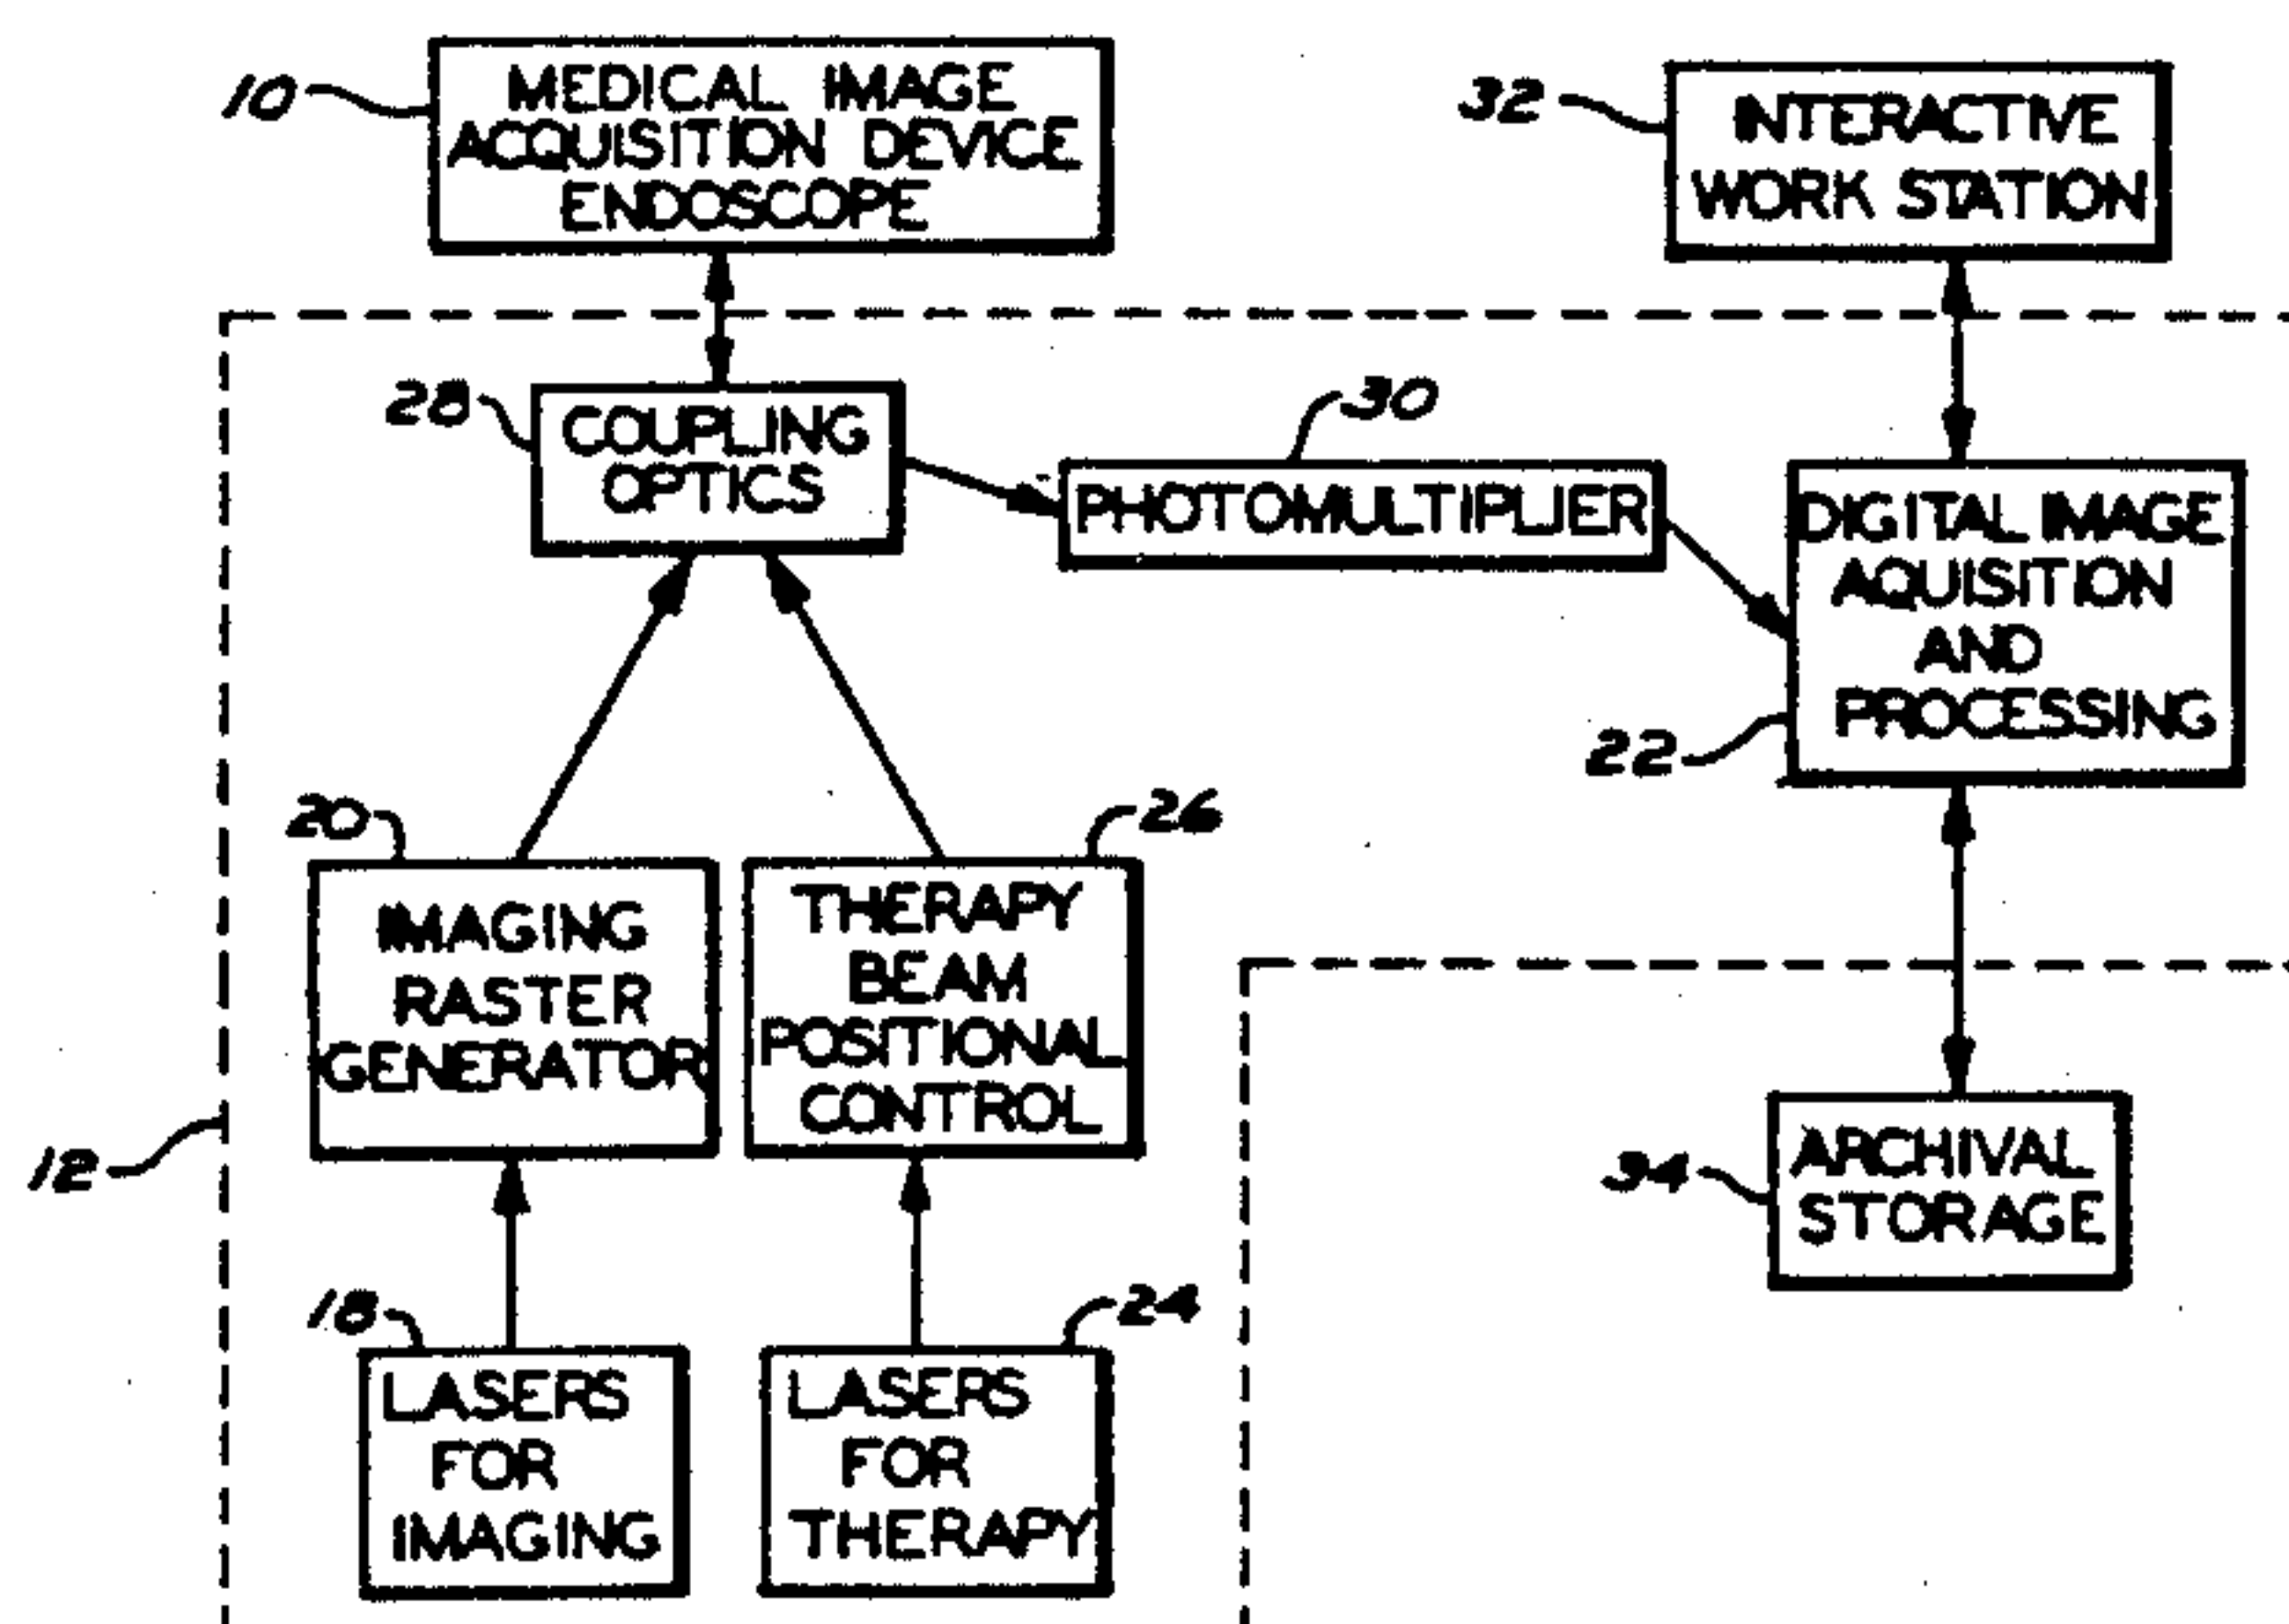 10
MEDICAL IMAGE
ACQUISITION DEVICE
ENDOSCOPE
32
INTERACTIVE
WORK STATION
28
COUPLING
OPTICS
30
PHOTOMULTIPLIER
DIGITAL IMAGE
AQUISITION
AND
PROCESSING
22
20
IMAGING
RASTER
GENERATOR
26
THERAPY
BEAM
POSITIONAL
CONTROL
12
34
ARCHIVAL
STORAGE
18
LASERS
FOR
IMAGING
24
LASERS
FOR
THERAPY